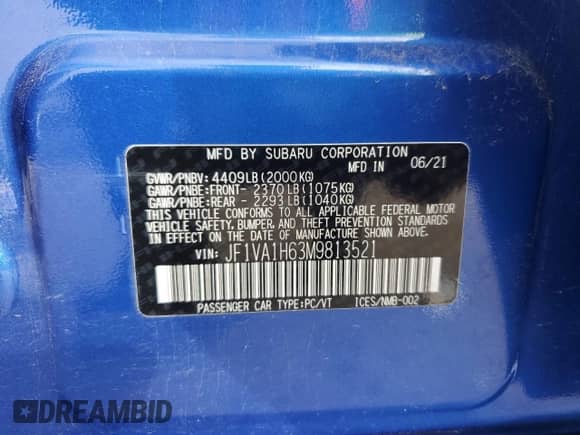 MFD BY SUBARU CORPORATION
GVWR/PNBV: 4409LB(2000KG) MFD IN 06/21
GAWR/PNBE:FRONT- 2370LB(1075KG)
GAWR/PNBE:REAR - 2293LB(1040KG)
THIS VEHICLE CONFORMS TO ALL APPLICABLE FEDERAL MOTOR
VEHICLE SAFETY, BUMPER, AND THEFT PREVENTION STANDARDS
IN EFFECT ON THE DATE OF MANUFACTURE SHOWN ABOVE.
VIN: JF1VA1H63M9813521
PASSENGER CAR TYPE:PC/VT ICES/NMB-002
DREAMBID